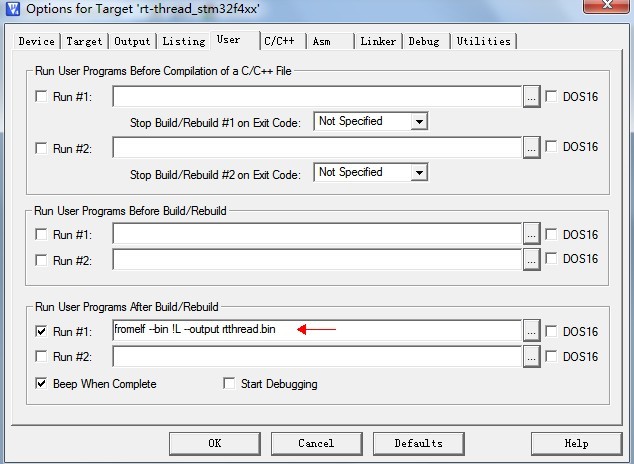 Options for Target 'rt-thread_stm32f4xx'
Device Target Output Listing User C/C++ Asm Linker Debug Utilities
Run User Programs Before Compilation of a C/C++ File
Run #1: ... DOS16
Stop Build/Rebuild #1 on Exit Code: Not Specified
Run #2: ... DOS16
Stop Build/Rebuild #2 on Exit Code: Not Specified
Run User Programs Before Build/Rebuild
Run #1: ... DOS16
Run #2: ... DOS16
Run User Programs After Build/Rebuild
Run #1: fromelf --bin !L --output rtthread.bin ... DOS16
Run #2: ... DOS16
Beep When Complete Start Debugging
OK Cancel Defaults Help